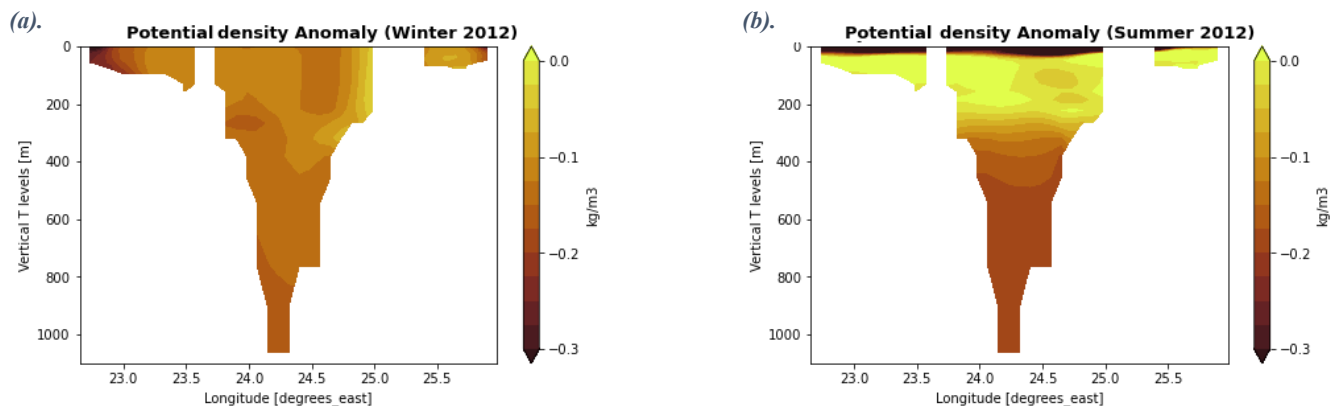 (a).
Potential density Anomaly (Winter 2012)
0
200
400
600
800
1000
Vertical T levels [m]
23.0 23.5 24.0 24.5 25.0 25.5
Longitude [degrees_east]
0.0
−0.1
−0.2
−0.3
kg/m3
(b).
Potential density Anomaly (Summer 2012)
0
200
400
600
800
1000
Vertical T levels [m]
23.0 23.5 24.0 24.5 25.0 25.5
Longitude [degrees_east]
0.0
−0.1
−0.2
−0.3
kg/m3